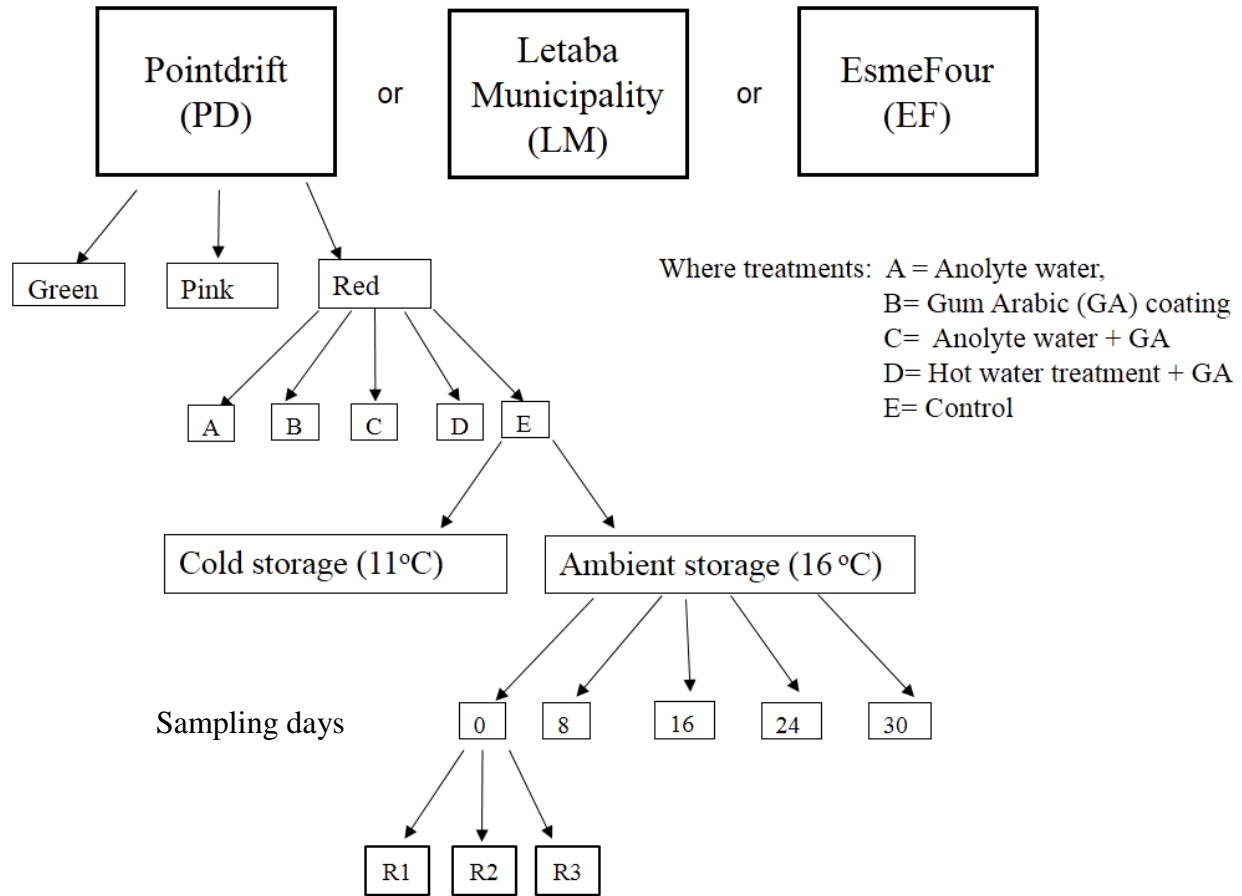 Pointdrift
(PD)
or
Letaba
Municipality
(LM)
or
EsmeFour
(EF)
Green
Pink
Red
Where treatments: A = Anolyte water,
B= Gum Arabic (GA) coating
C= Anolyte water + GA
D= Hot water treatment + GA
E= Control
A
B
C
D
E
Cold storage (11°C)
Ambient storage (16 °C)
Sampling days
0
8
16
24
30
R1
R2
R3